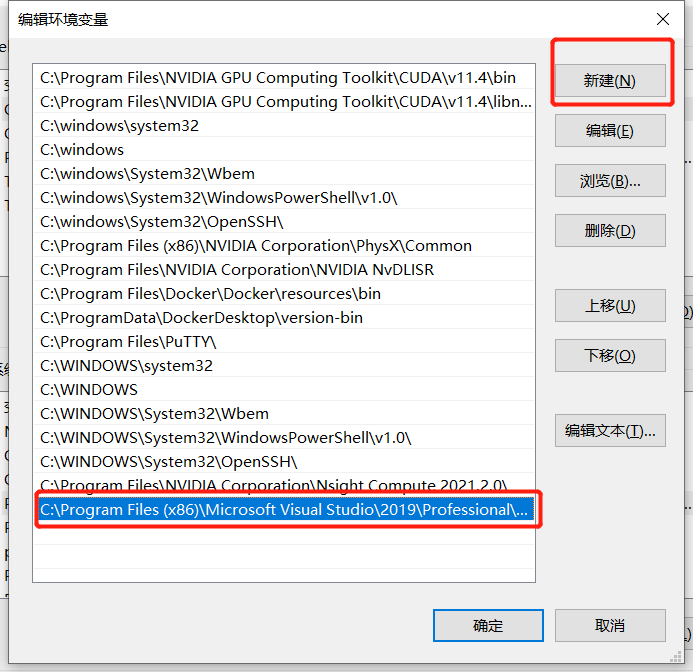 编辑环境变量
C:\Program Files\NVIDIA GPU Computing Toolkit\CUDA\v11.4\bin
新建(N)
C:\Program Files\NVIDIA GPU Computing Toolkit\CUDA\v11.4\libn...
C:\windows\system32
编辑(E)
C:\windows
C:\windows\System32\Wbem
浏览(B)...
C:\windows\System32\WindowsPowerShell\v1.0\
C:\windows\System32\OpenSSH\
删除(D)
C:\Program Files (x86)\NVIDIA Corporation\PhysX\Common
C:\Program Files\NVIDIA Corporation\NVIDIA NvDLISR
C:\Program Files\Docker\Docker\resources\bin
上移(U)
C:\ProgramData\DockerDesktop\version-bin
C:\Program Files\PuTTY\
下移(O)
C:\WINDOWS\system32
C:\WINDOWS
C:\WINDOWS\System32\Wbem
编辑文本(T)...
C:\WINDOWS\System32\WindowsPowerShell\v1.0\
C:\WINDOWS\System32\OpenSSH\
C:\Program Files\NVIDIA Corporation\Nsight Compute 2021.2.0\
C:\Program Files (x86)\Microsoft Visual Studio\2019\Professional\...
确定
取消